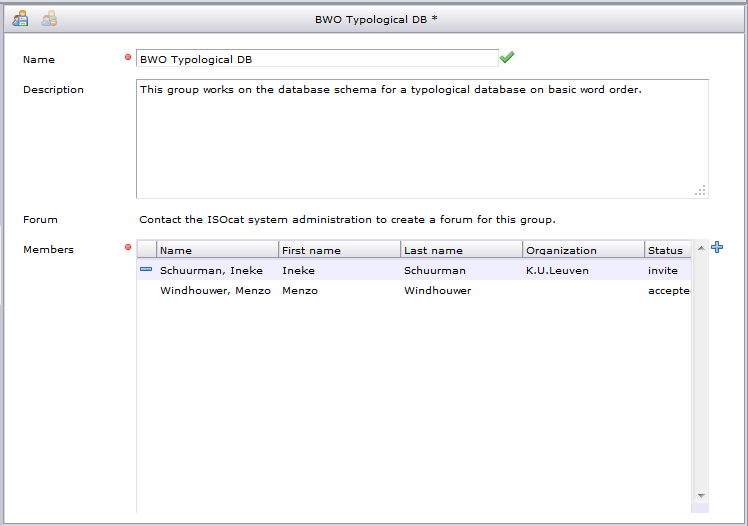 BWO Typological DB *
Name BWO Typological DB
Description This group works on the database schema for a typological database on basic word order.
Forum Contact the ISOcat system administration to create a forum for this group.
Members Name First name Last name Organization Status
Schuurman, Ineke Ineke Schuurman K.U.Leuven invite
Windhouwer, Menzo Menzo Windhouwer accepte